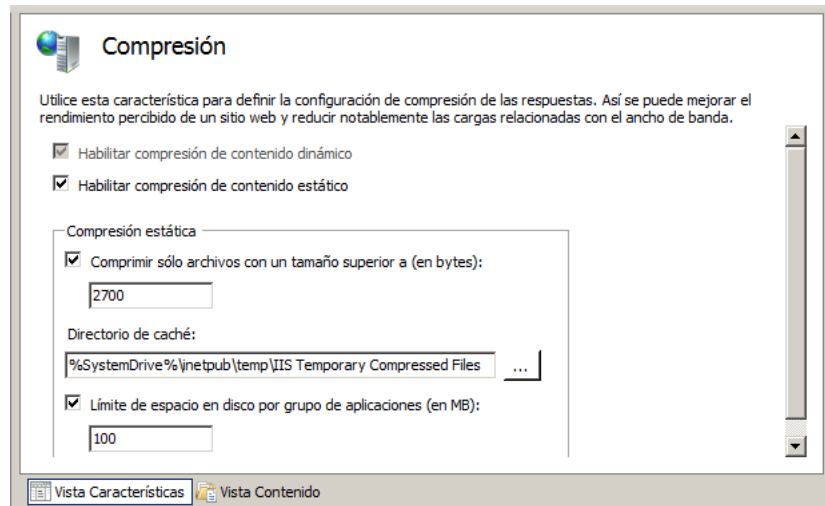 Compresión
Utilice esta característica para definir la configuración de compresión de las respuestas. Así se puede mejorar el
rendimiento percibido de un sitio web y reducir notablemente las cargas relacionadas con el ancho de banda.
Habilitar compresión de contenido dinámico
Habilitar compresión de contenido estático
Compresión estática
Comprimir sólo archivos con un tamaño superior a (en bytes):
2700
Directorio de caché:
%SystemDrive%\inetpub\temp\IIS Temporary Compressed Files
...
Límite de espacio en disco por grupo de aplicaciones (en MB):
100
Vista Características Vista Contenido